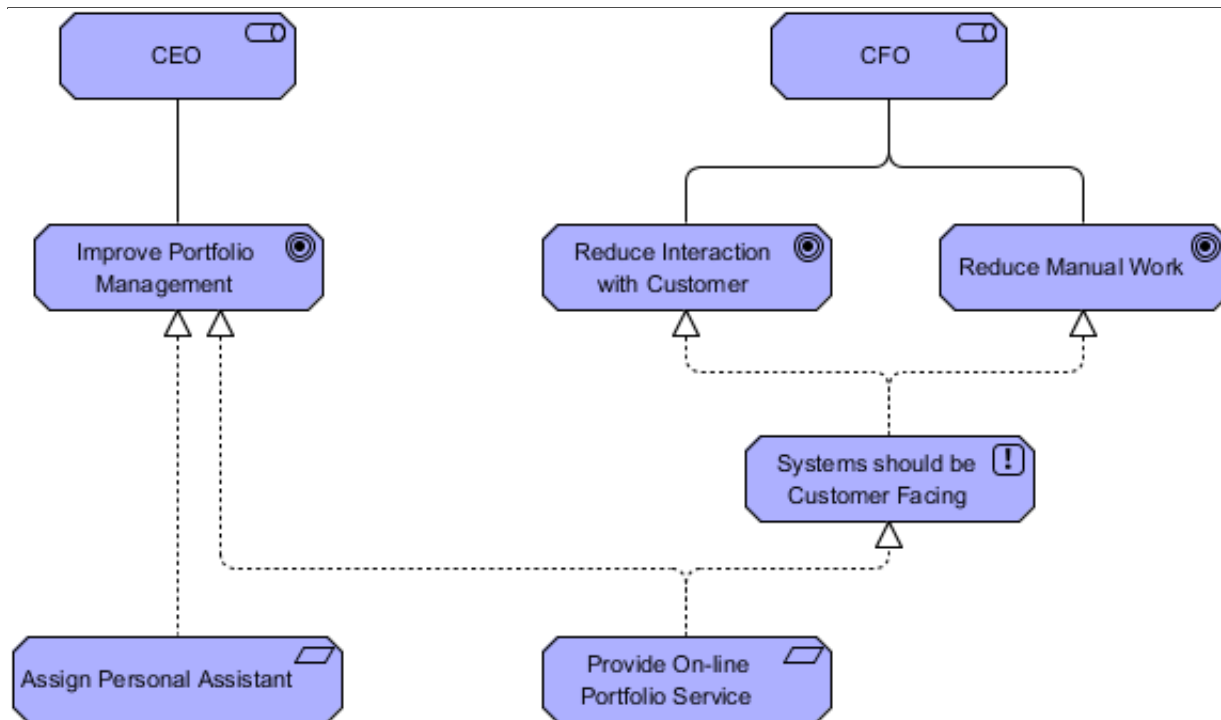 CEO
CFO
Improve Portfolio
Management
Reduce Interaction
with Customer
Reduce Manual Work
Systems should be
Customer Facing
!
Assign Personal Assistant
Provide On-line
Portfolio Service